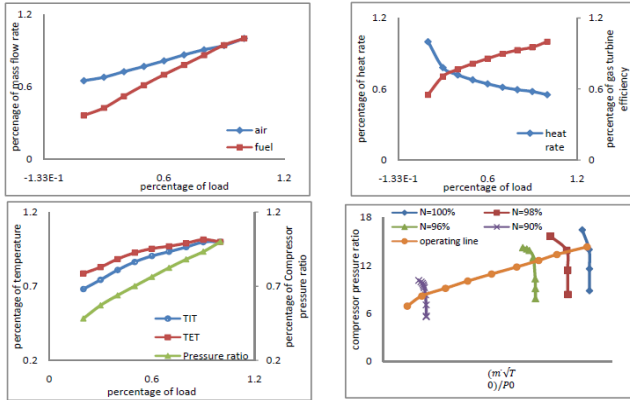 percenage of mass flow rate
1.2
0.6
0
-1.33E-1
0.6
1.2
percentage of load
air
fuel
percentage of heat rate
1.2
0.6
0
-1.33E-1
0.6
1.2
percentage of load
1.2
0.6
0
percentage of gas turbine
efficiency
heat
rate
percentage of temperature
1.2
0.7
0.2
0
0.6
1.2
percentage of load
1.2
0.7
0.2
percentage of Compressor
pressure ratio
TIT
TET
Pressure ratio
compressor pressure ratio
18
12
6
0
N=100%
N=98%
N=96%
N=90%
operating line
(m·√T
0)/P0